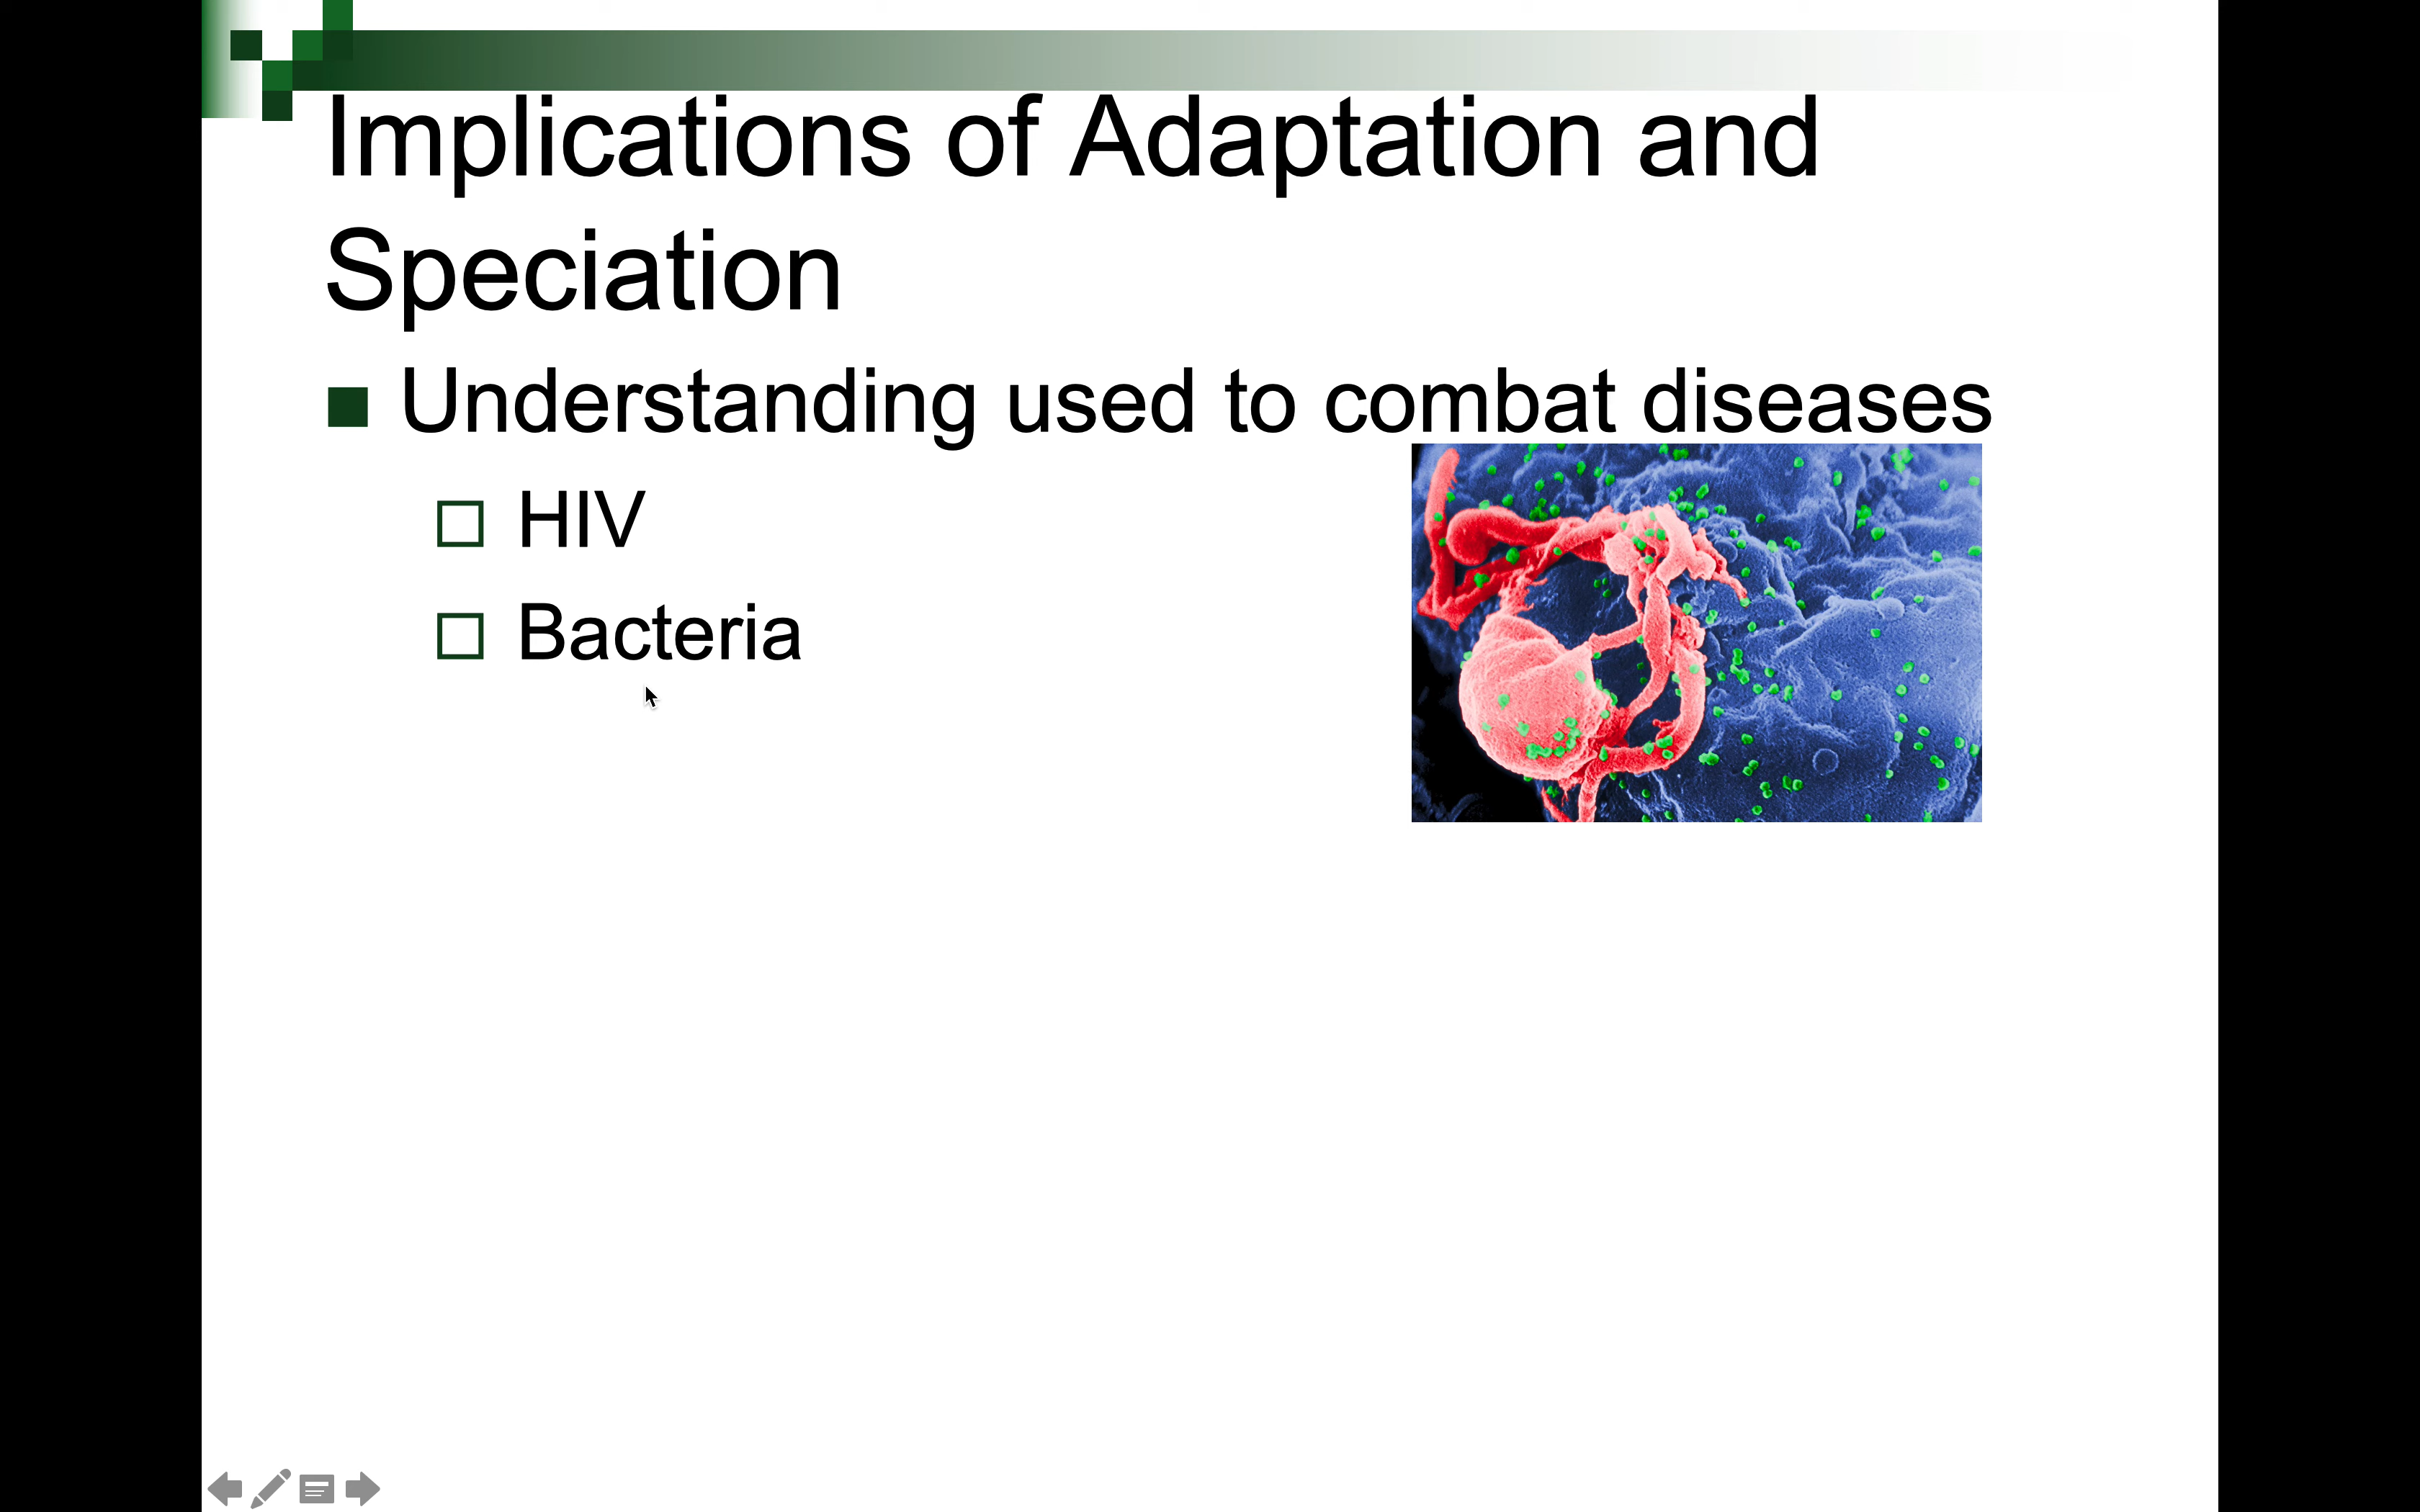 Implications of Adaptation and
Speciation
Understanding used to combat diseases
HIV
Bacteria